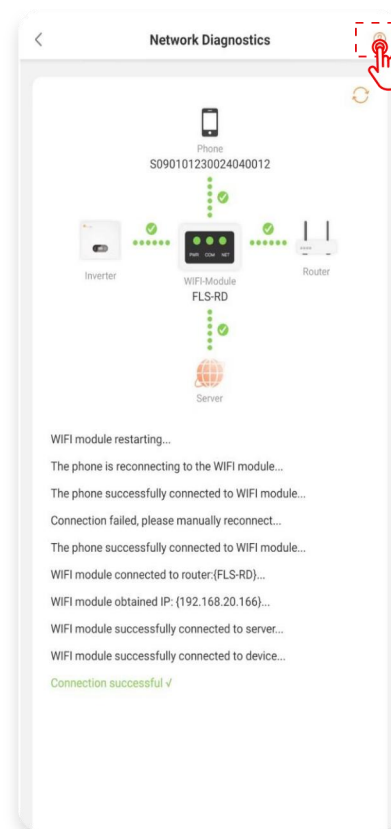 Network Diagnostics
Phone
S090101230024040012
PWR COM NET
Inverter
WIFI-Module
Router
FLS-RD
Server
WIFI module restarting...
The phone is reconnecting to the WIFI module...
The phone successfully connected to WIFI module...
Connection failed, please manually reconnect...
The phone successfully connected to WIFI module...
WIFI module connected to router:{FLS-RD}...
WIFI module obtained IP: {192.168.20.166}...
WIFI module successfully connected to server...
WIFI module successfully connected to device...
Connection successful √